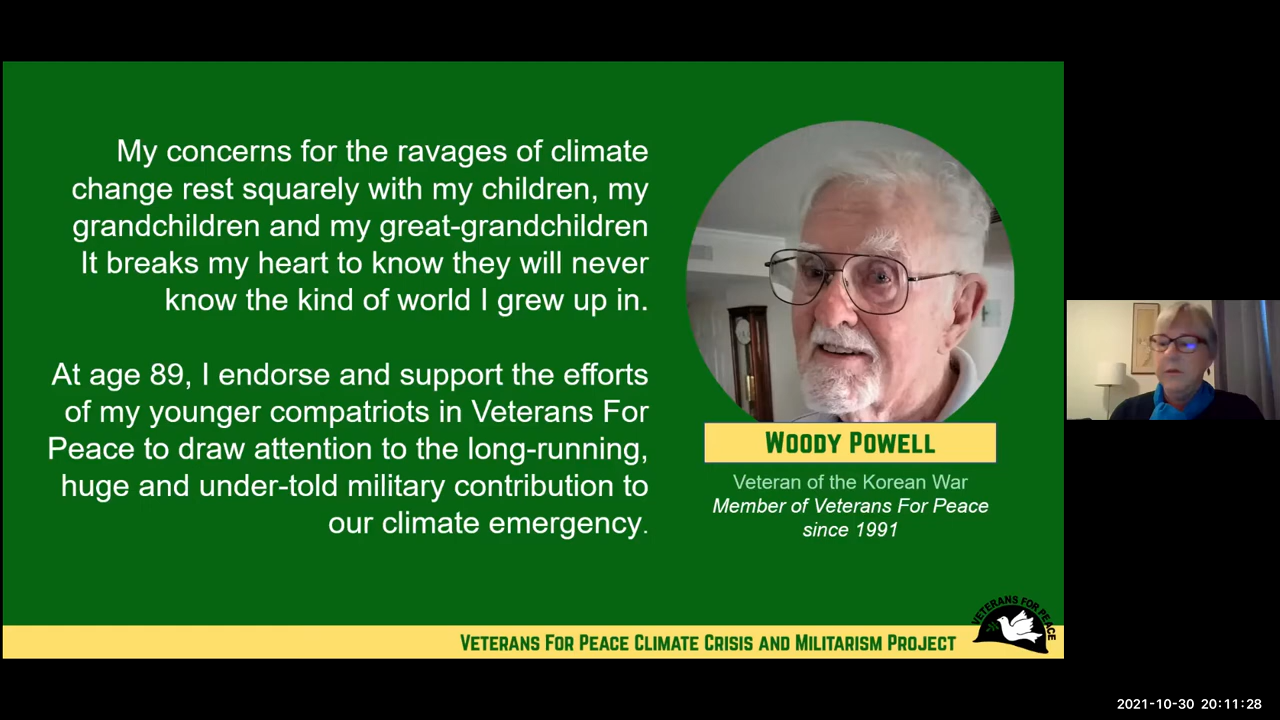 My concerns for the ravages of climate
change rest squarely with my children, my
grandchildren and my great-grandchildren
It breaks my heart to know they will never
know the kind of world I grew up in.
At age 89, I endorse and support the efforts
of my younger compatriots in Veterans For
Peace to draw attention to the long-running,
huge and under-told military contribution to
our climate emergency.
Woody Powell
Veteran of the Korean War
Member of Veterans For Peace
since 1991
VETERANS FOR PEACE
Veterans For Peace Climate Crisis and Militarism Project
2021-10-30 20:11:28